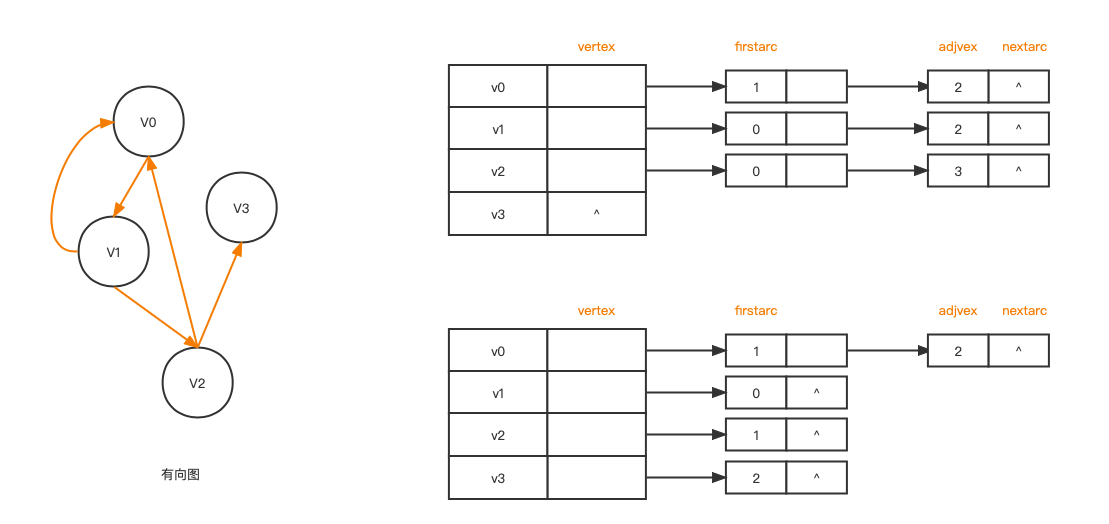 V0
V3
V1
V2
有向图
vertex firstarc adjvex nextarc
v0 1 2 ^
v1 0 2 ^
v2 0 3 ^
v3 ^
vertex firstarc adjvex nextarc
v0 1 2 ^
v1 0 ^
v2 1 ^
v3 2 ^